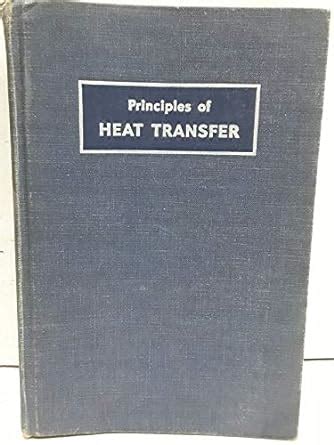 Principles of
HEAT TRANSFER